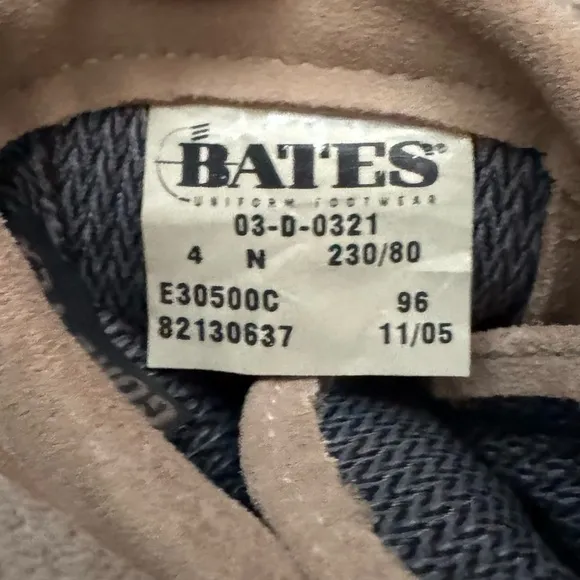 BATES
UNIFORM FOOTWEAR
03-D-0321
4 N 230/80
E30500C 96
82130637 11/05